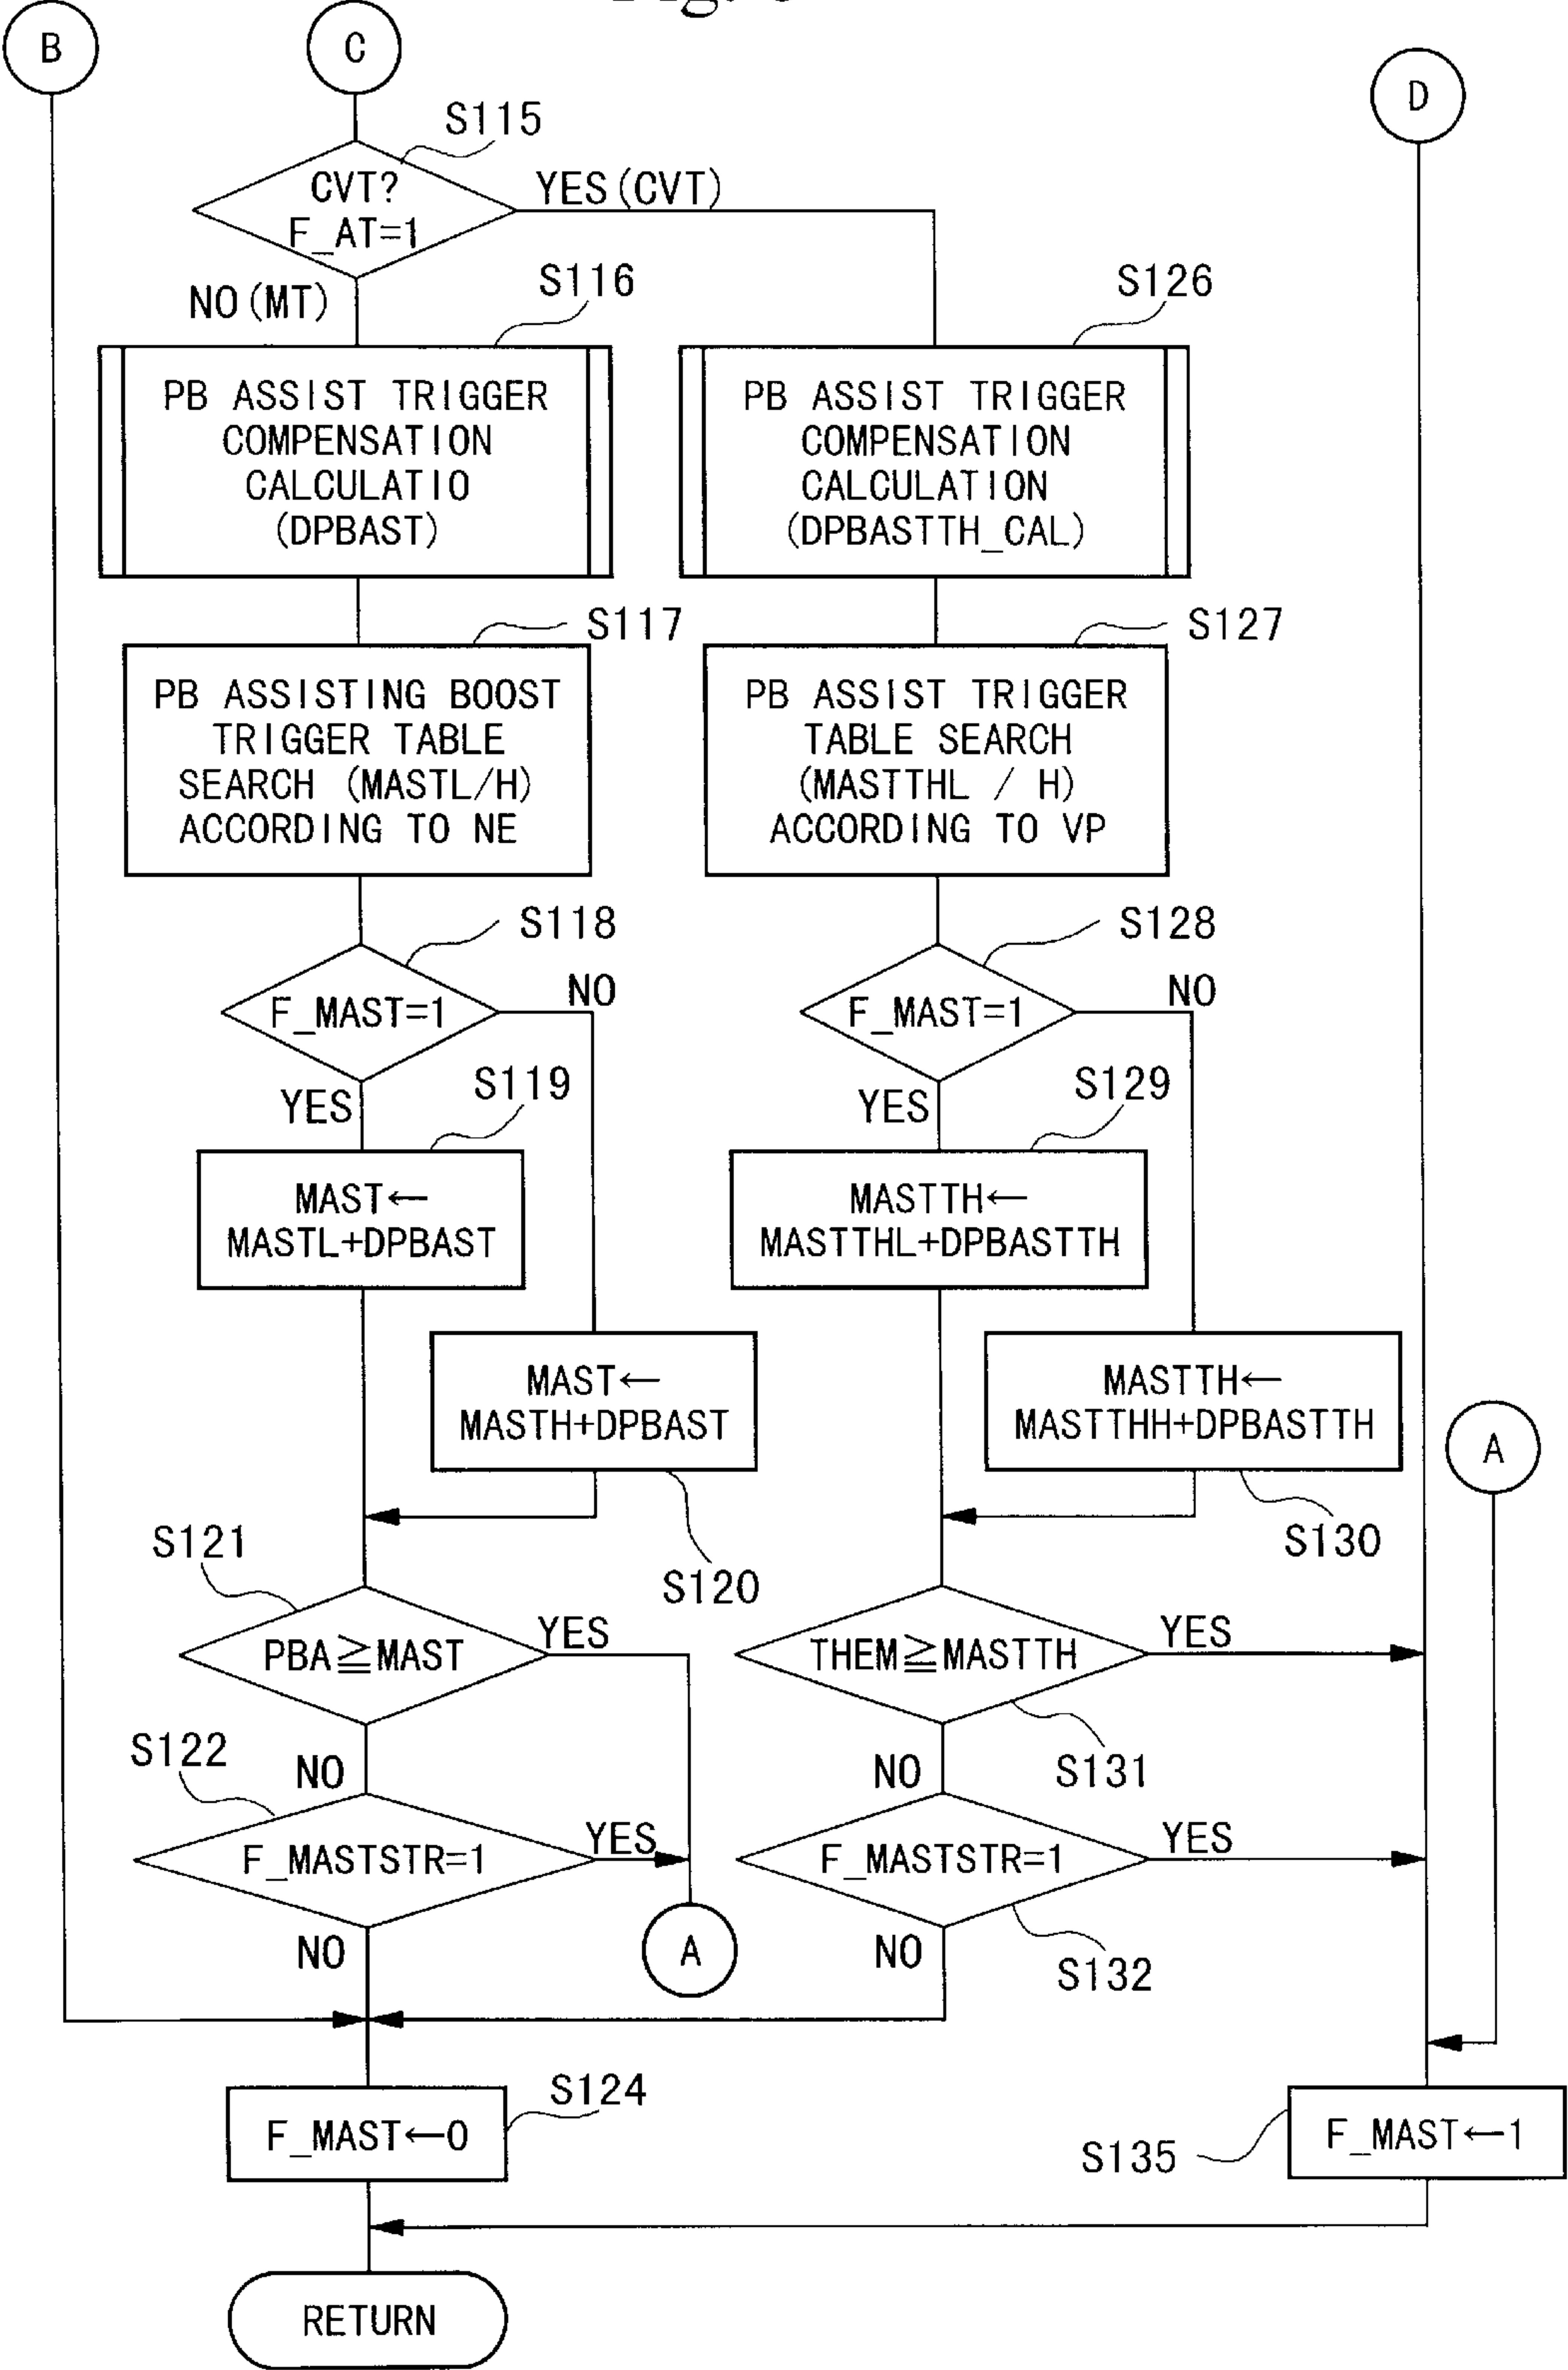 B
C
D
S115
CVT?
F_AT=1
YES(CVT)
NO(MT)
S116
S126
PB ASSIST TRIGGER
COMPENSATION
CALCULATIO
(DPBAST)
PB ASSIST TRIGGER
COMPENSATION
CALCULATION
(DPBASTTH_CAL)
S117
S127
PB ASSISTING BOOST
TRIGGER TABLE
SEARCH (MASTL/H)
ACCORDING TO NE
PB ASSIST TRIGGER
TABLE SEARCH
(MASTTHL / H)
ACCORDING TO VP
S118
S128
F_MAST=1
NO
F_MAST=1
NO
YES
S119
YES
S129
MAST←
MASTL+DPBAST
MASTTH←
MASTTHL+DPBASTTH
MAST←
MASTH+DPBAST
MASTTH←
MASTTHH+DPBASTTH
A
S121
S120
S130
PBA≧MAST
YES
THEM≧MASTTH
YES
S122
NO
NO
S131
F_MASTSTR=1
YES
F_MASTSTR=1
YES
NO
A
NO
S132
S124
F_MAST←0
S135
F_MAST←1
RETURN